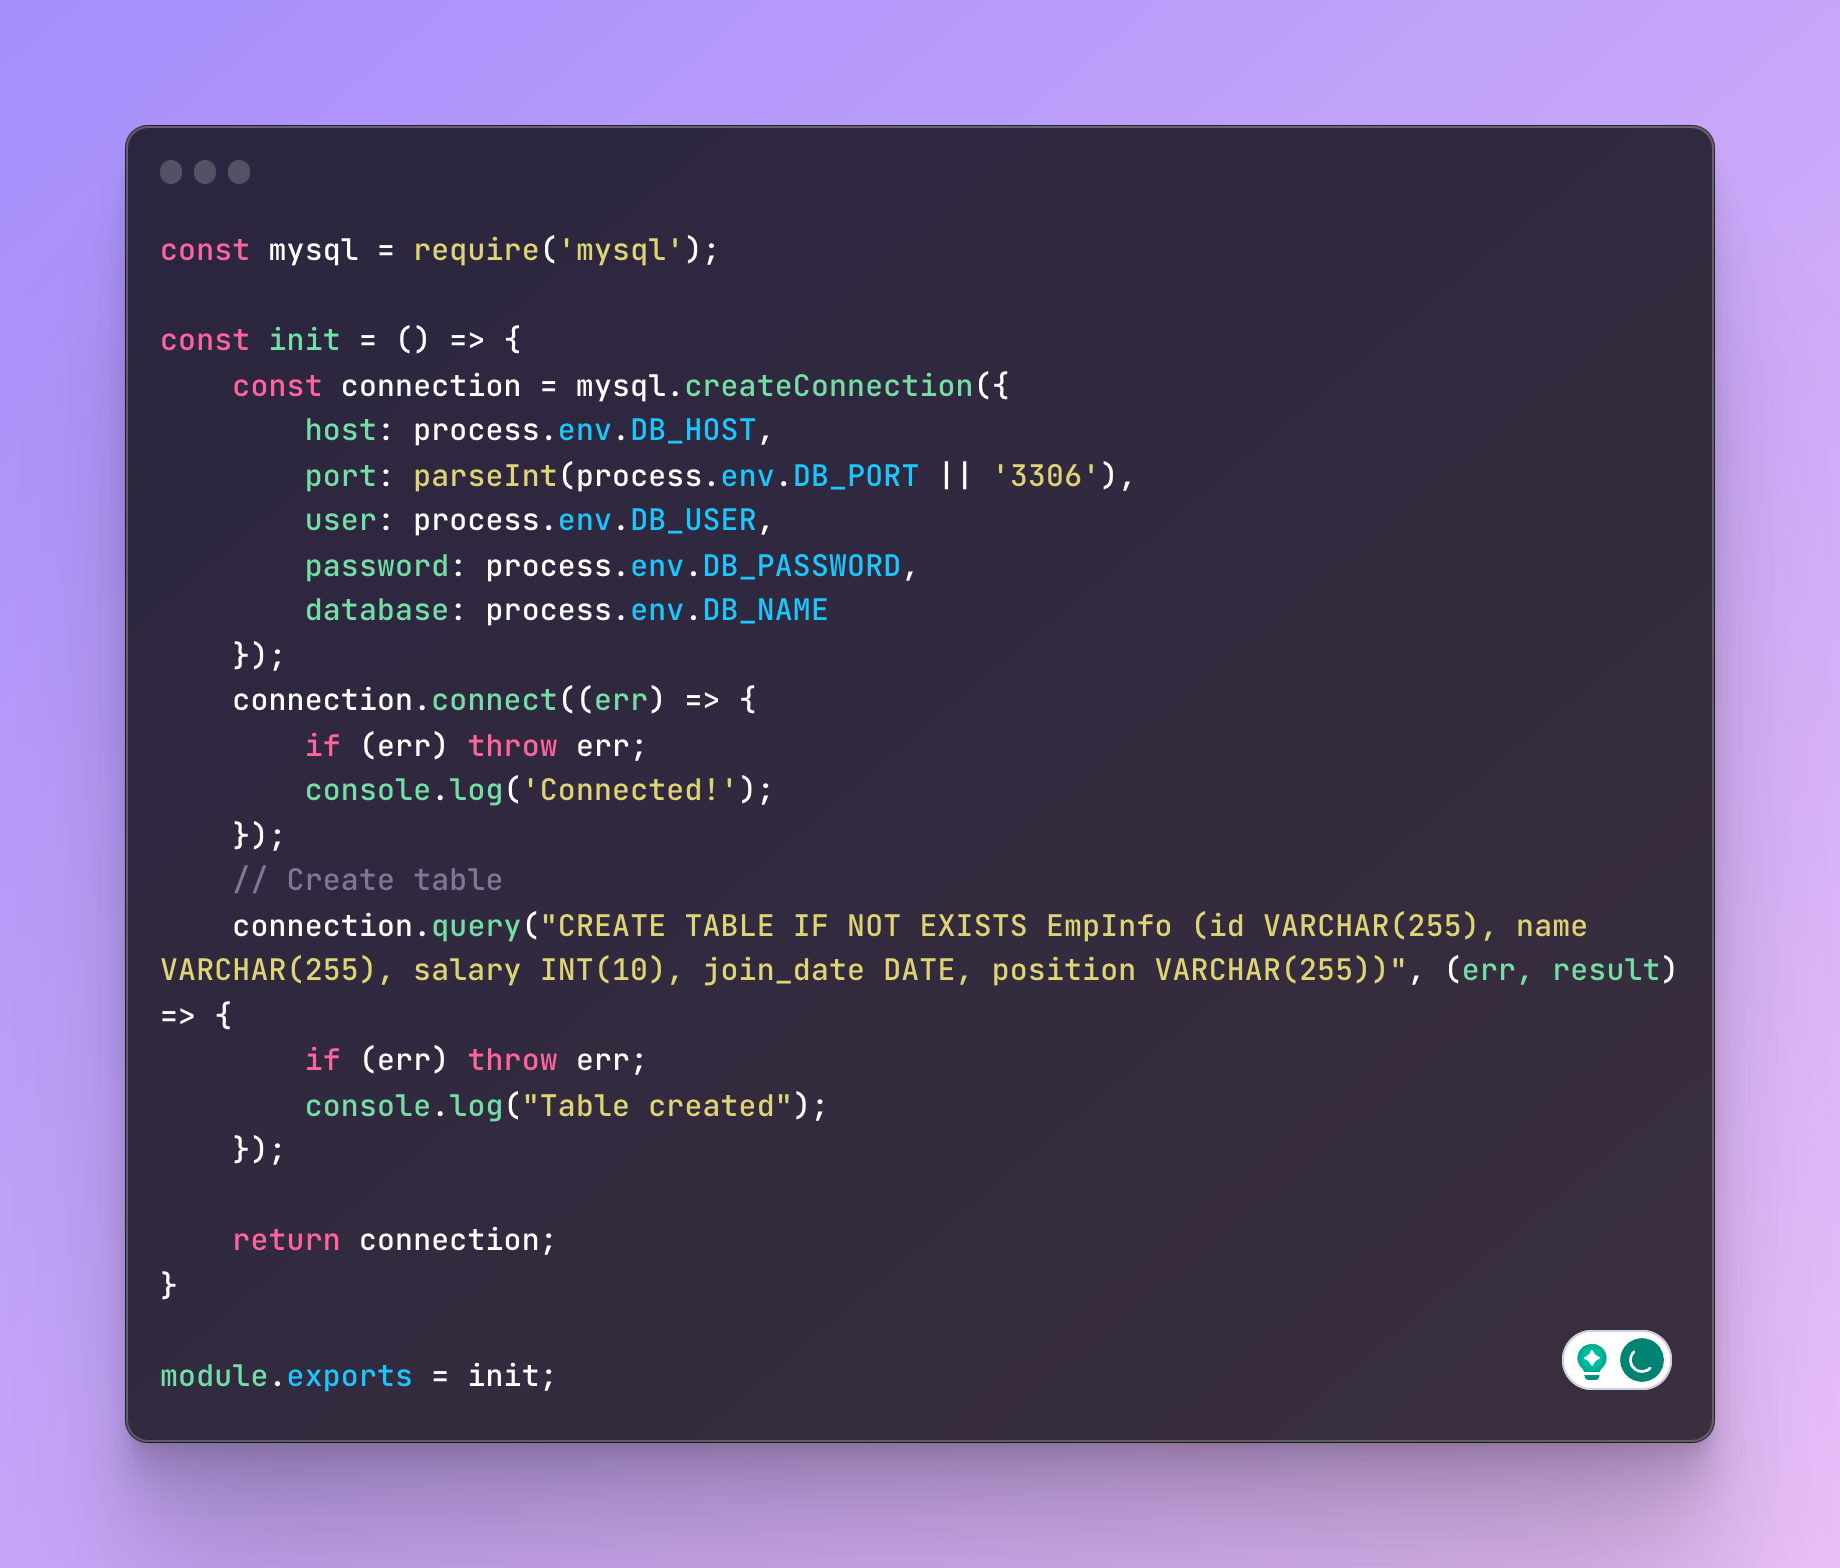 const mysql = require('mysql');

const init = () => {
    const connection = mysql.createConnection({
        host: process.env.DB_HOST,
        port: parseInt(process.env.DB_PORT || '3306'),
        user: process.env.DB_USER,
        password: process.env.DB_PASSWORD,
        database: process.env.DB_NAME
    });
    connection.connect((err) => {
        if (err) throw err;
        console.log('Connected!');
    });
    // Create table
    connection.query("CREATE TABLE IF NOT EXISTS EmpInfo (id VARCHAR(255), name
VARCHAR(255), salary INT(10), join_date DATE, position VARCHAR(255))", (err, result)
=> {
        if (err) throw err;
        console.log("Table created");
    });

    return connection;
}

module.exports = init;